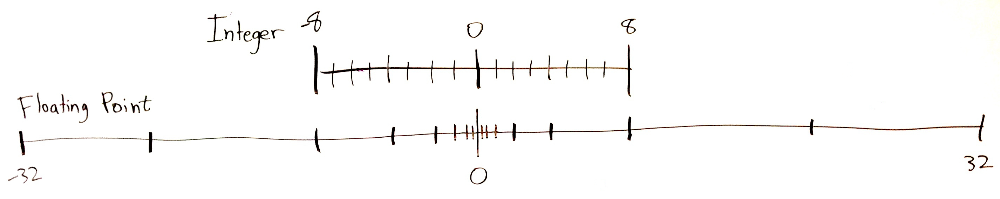 Integer -8 0 8
Floating Point
-32 0 32